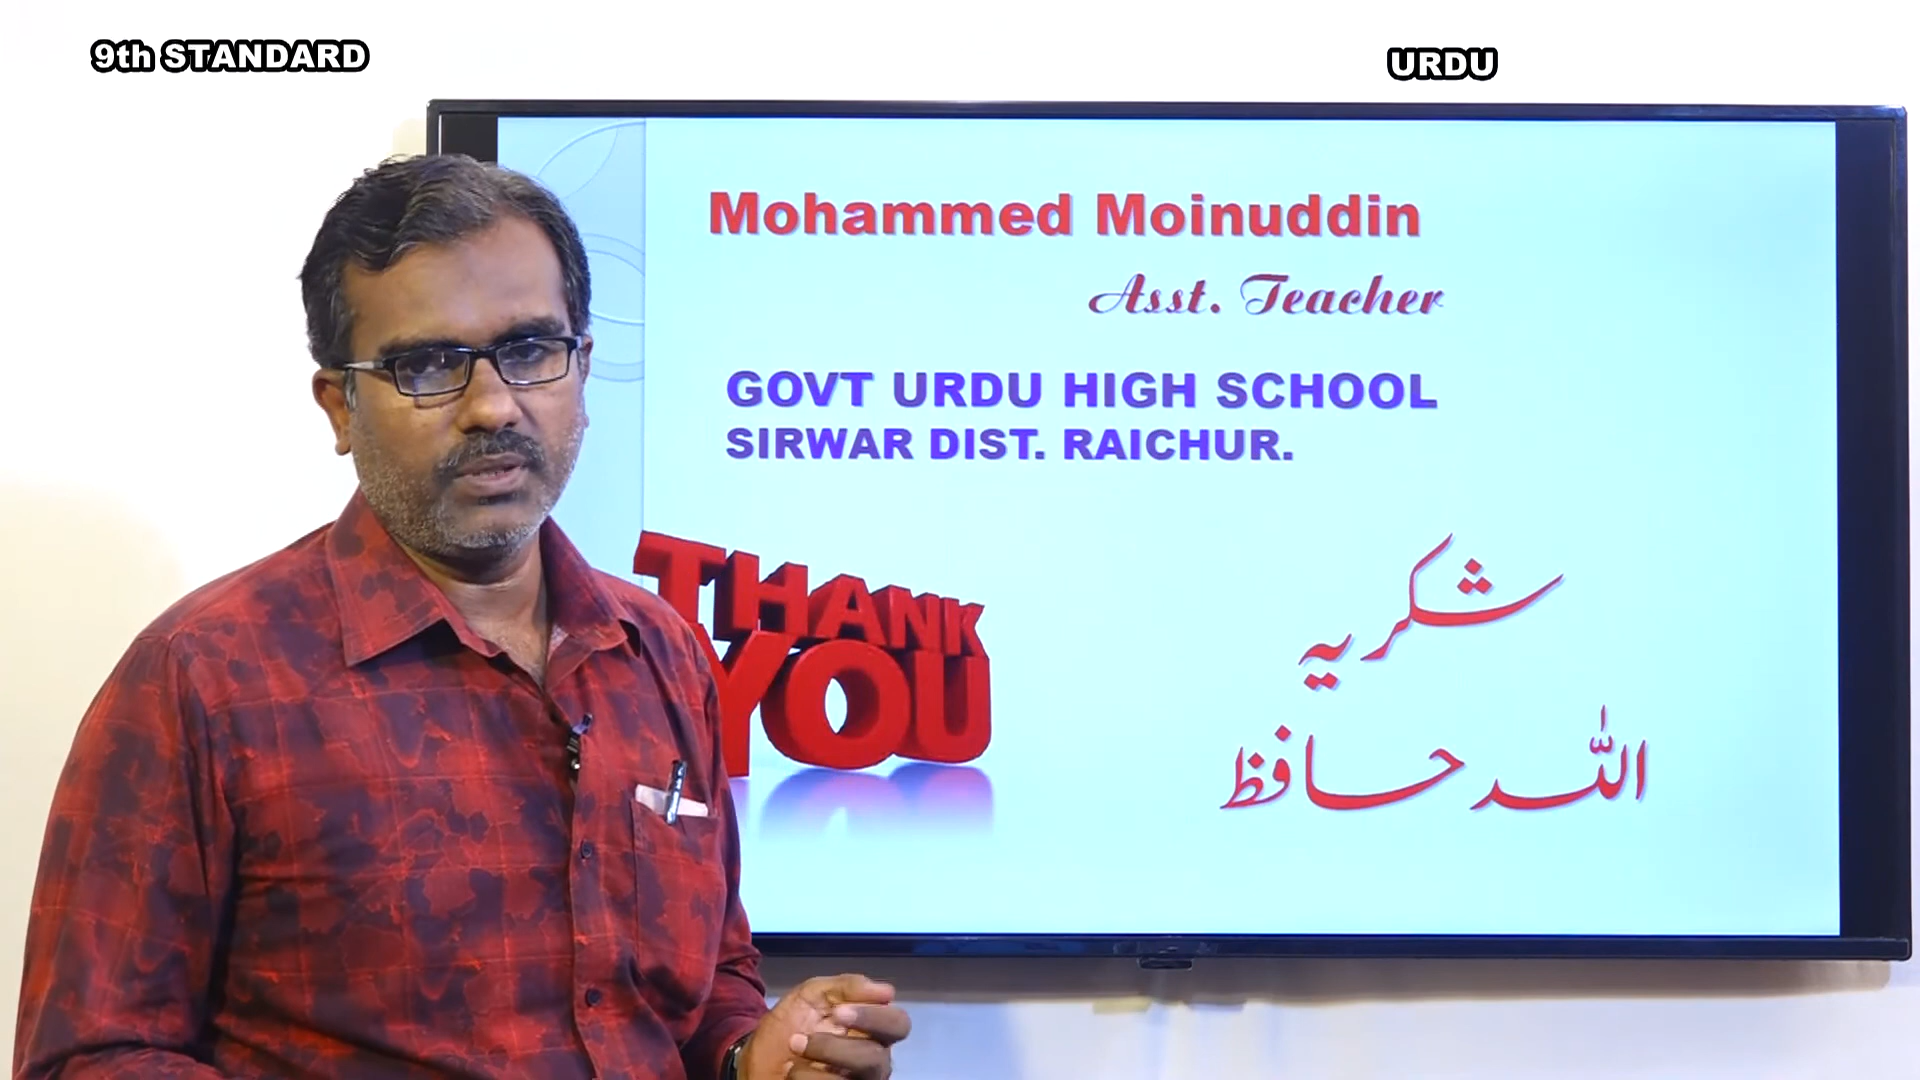 9th STANDARD
URDU
Mohammed Moinuddin
Asst. Teacher
GOVT URDU HIGH SCHOOL
SIRWAR DIST. RAICHUR.
THANK
YOU
شکریہ
اللہ حافظ